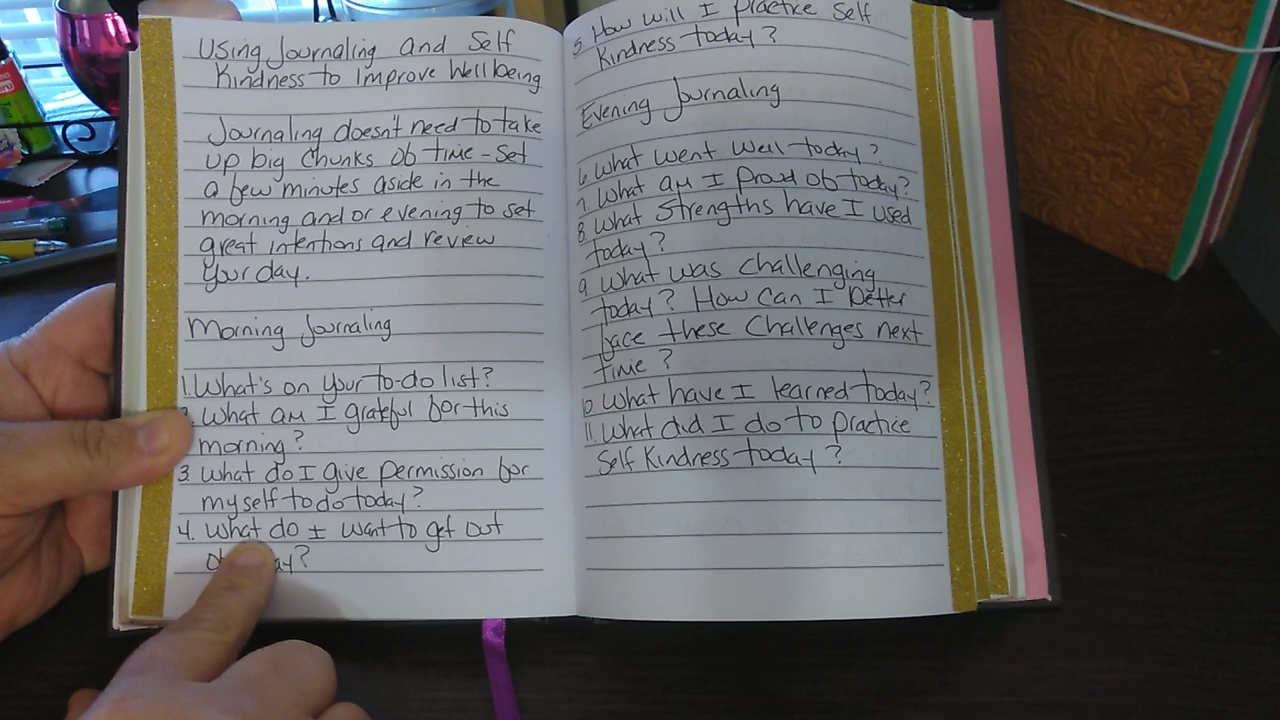 Using Journaling and Self
Kindness to Improve Wellbeing
Journaling doesn't need to take
up big chunks of time - Set
a few minutes aside in the
morning and or evening to set
great intentions and review
your day.
Morning Journaling
1. What's on your to-do list?
2. What am I grateful for this
morning?
3. What do I give permission for
myself to do today?
4. What do I want to get out
5. How will I practice self
Kindness today?
Evening Journaling
6. What went well today?
7. What am I proud of today?
8. What strengths have I used
today?
9. What was challenging
today? How can I better
face these challenges next
time?
10. What have I learned today?
11. What did I do to practice
Self Kindness today?